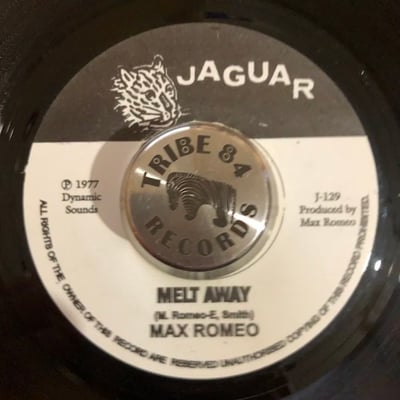 JAGUAR
TRIBE 84
RECORDS
℗ 1977
Dynamic
Sounds
J-129
Produced by
Max Romeo
MELT AWAY
(M. Romeo-E, Smith)
MAX ROMEO
ALL RIGHTS OF THE, OWNER OF THIS RECORD ARE RESERVED UNAUTHORISED COPYING OF THIS RECORD PROHIBITED.